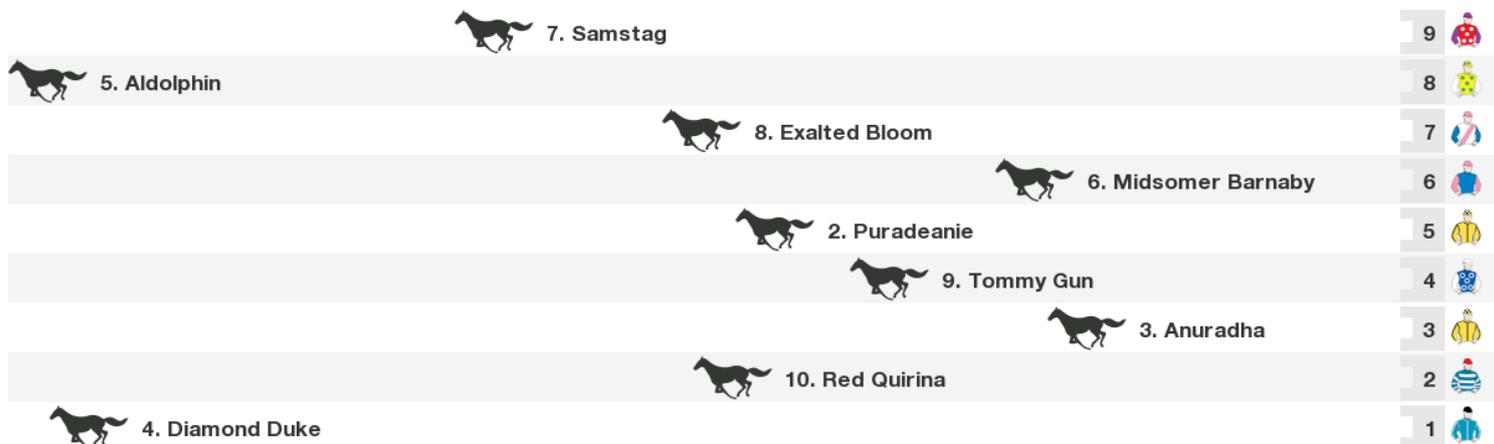 7. Samstag 9
5. Aldolphin 8
8. Exalted Bloom 7
6. Midsomer Barnaby 6
2. Puradeanie 5
9. Tommy Gun 4
3. Anuradha 3
10. Red Quirina 2
4. Diamond Duke 1